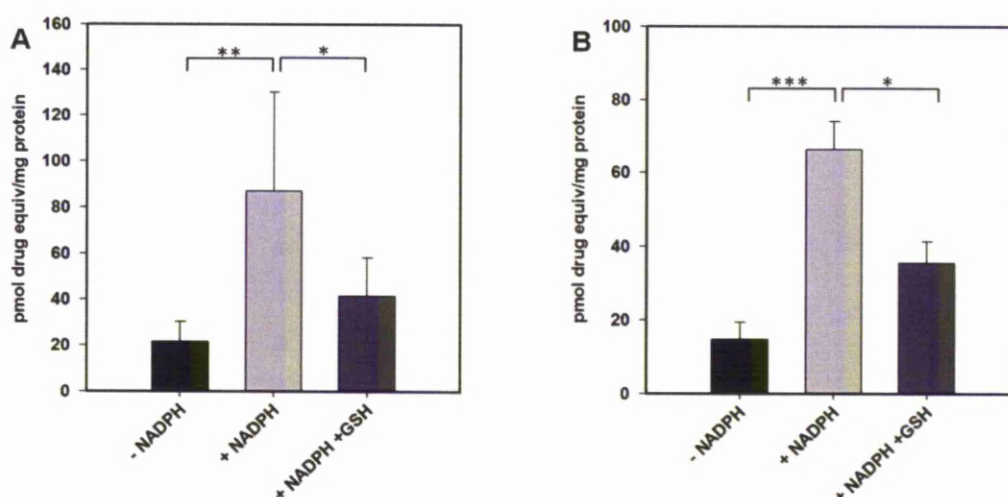 A
pmol drug equiv/mg protein
160
140
120
100
80
60
40
20
0
**
*
- NADPH
+ NADPH
+ NADPH +GSH
B
pmol drug equiv/mg protein
100
80
60
40
20
0
***
*
- NADPH
+ NADPH
+ NADPH +GSH